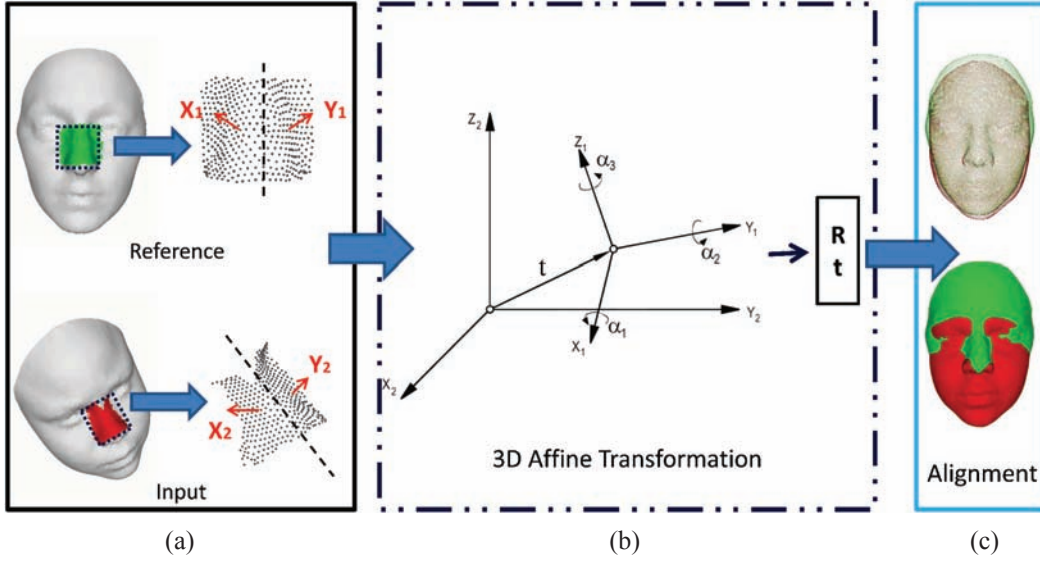 X1
Y1
Reference
X2
Y2
Input
(a)
Z2
Z1
α3
Y1
α2
t
α1
X1
Y2
X2
3D Affine Transformation
R
t
(b)
Alignment
(c)